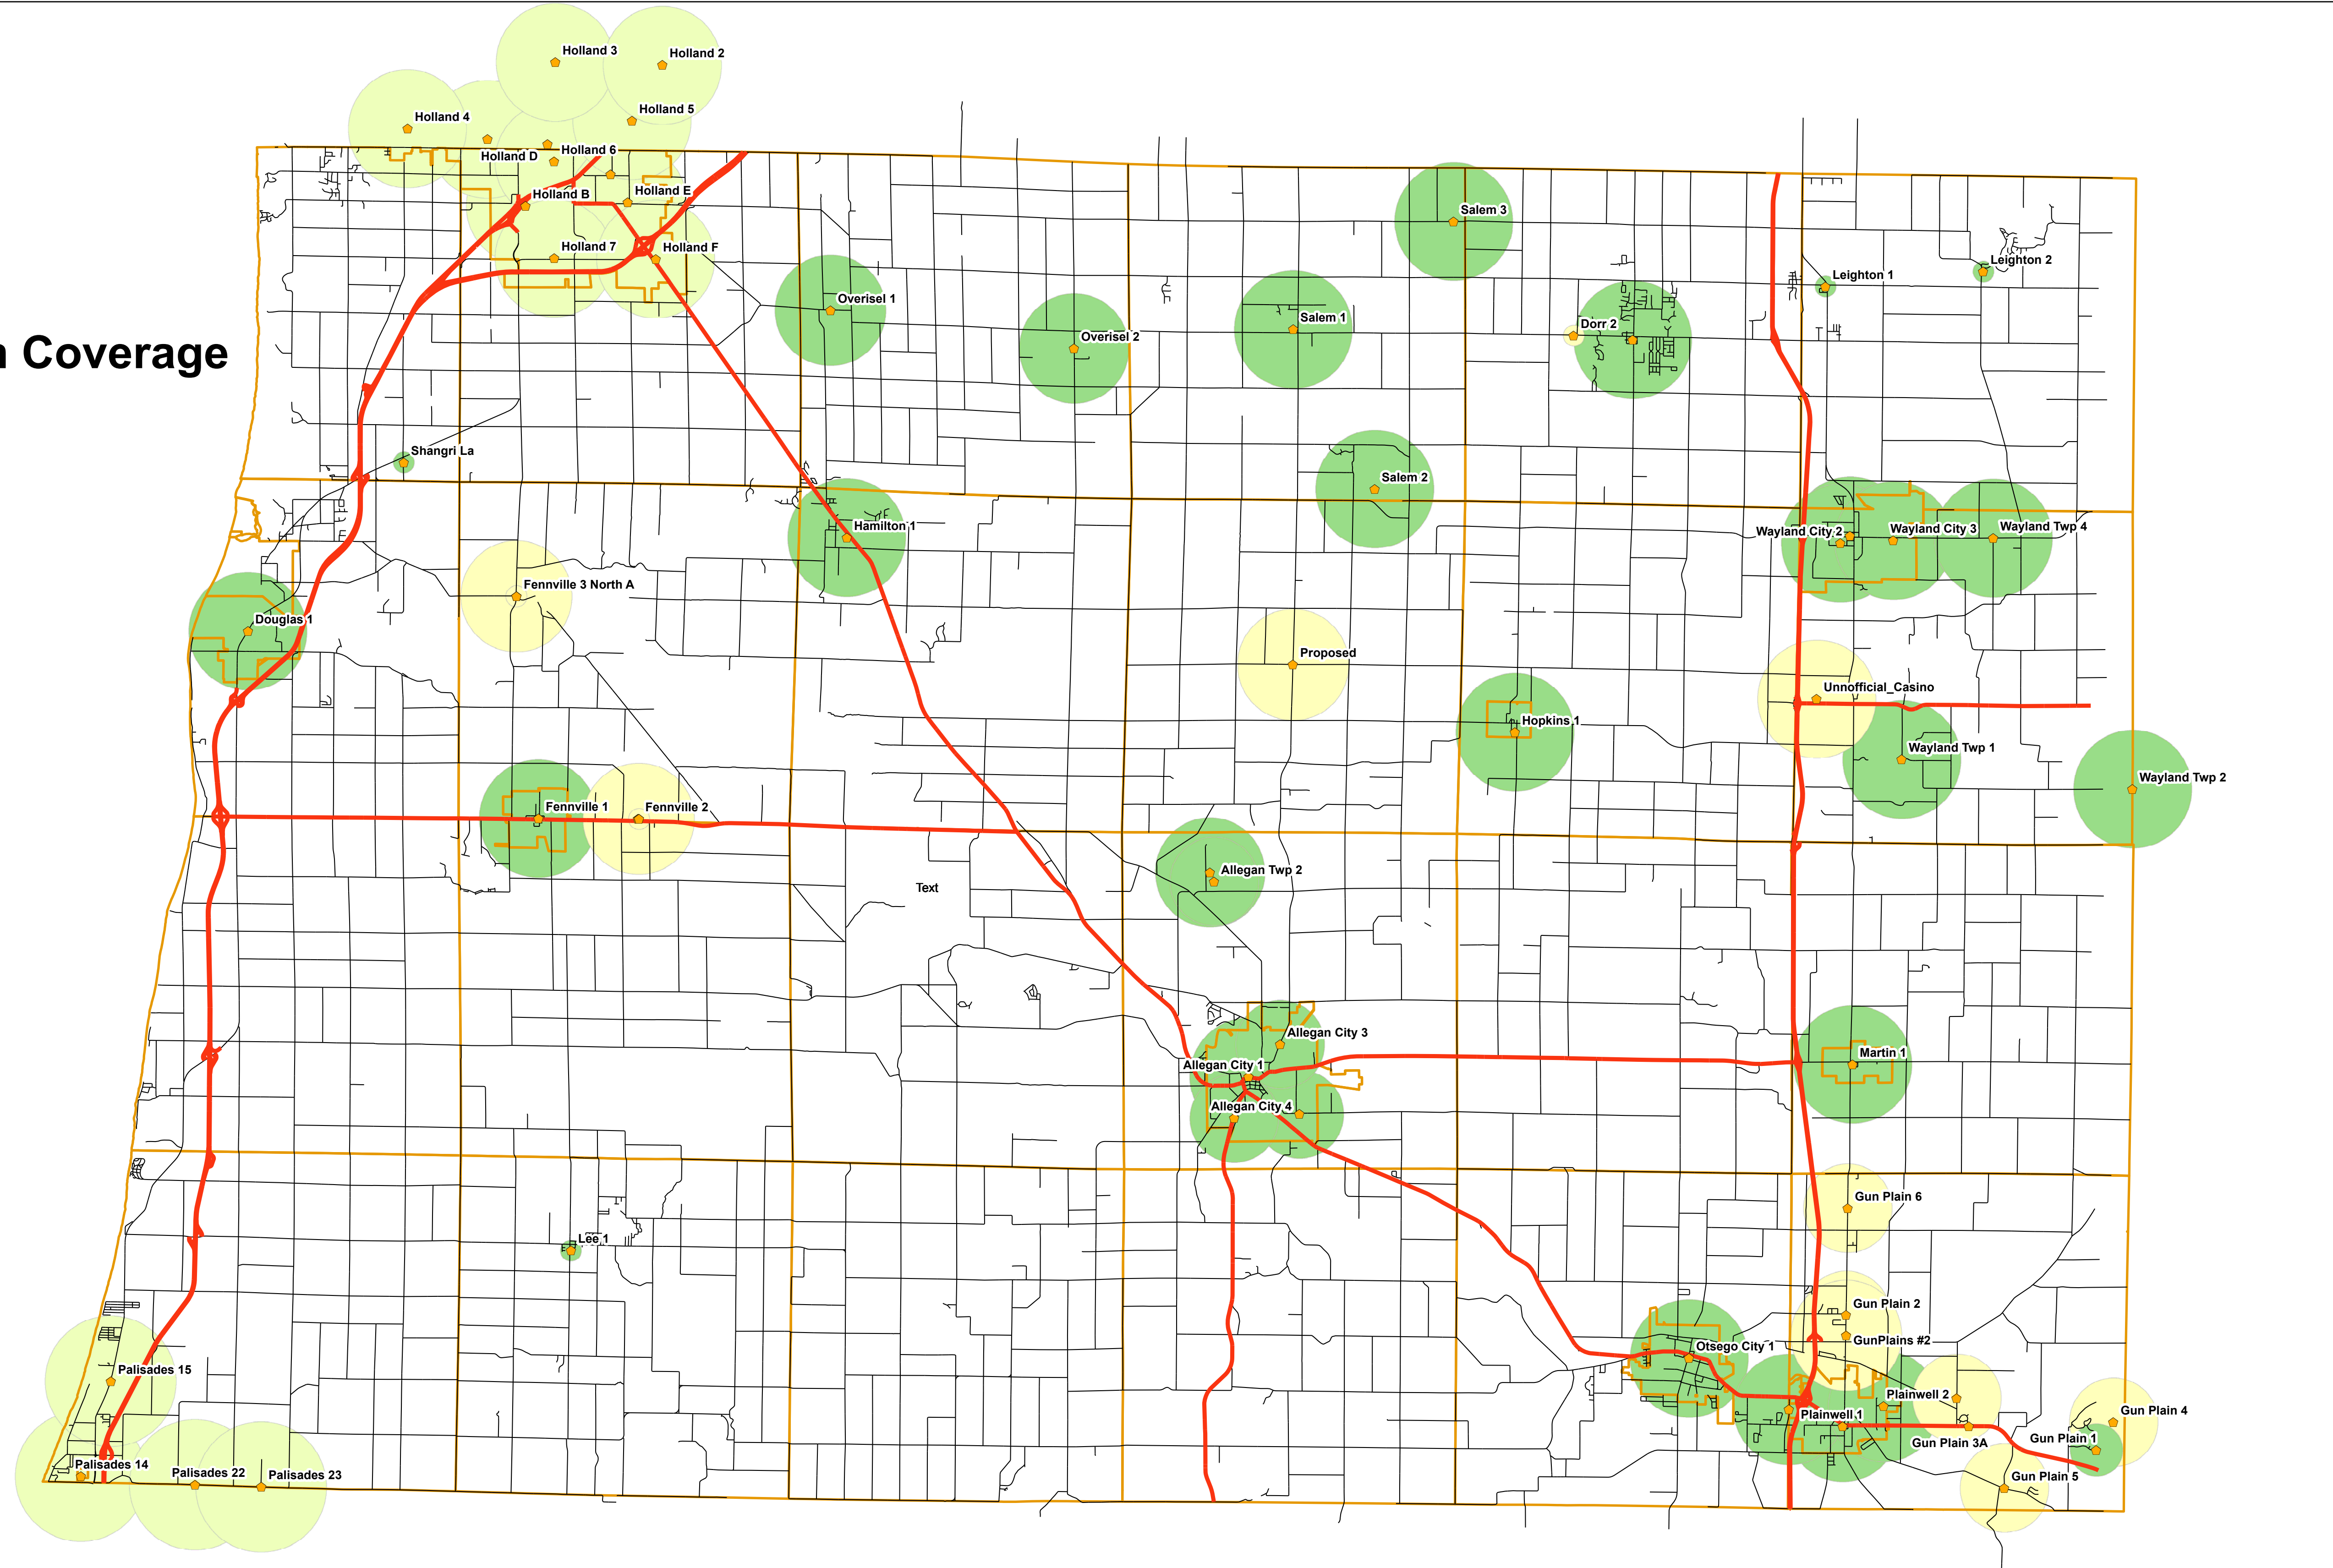 Holland 3
Holland 2
Holland 5
Holland 4
Holland D
Holland 6
Holland B
Holland E
Holland 7
Holland F
Salem 3
Leighton 2
Leighton 1
Overisel 1
Salem 1
Dorr 2
Overisel 2
Coverage
Shangri La
Salem 2
Hamilton 1
Wayland City 2
Wayland City 3
Wayland Twp 4
Fennville 3 North A
Douglas 1
Proposed
Unnofficial_Casino
Hopkins 1
Wayland Twp 1
Wayland Twp 2
Fennville 1
Fennville 2
Allegan Twp 2
Text
Allegan City 3
Allegan City 1
Martin 1
Allegan City 4
Gun Plain 6
Lee 1
Gun Plain 2
GunPlains #2
Otsego City 1
Palisades 15
Plainwell 2
Plainwell 1
Gun Plain 4
Gun Plain 3A
Gun Plain 1
Palisades 14
Palisades 22
Palisades 23
Gun Plain 5